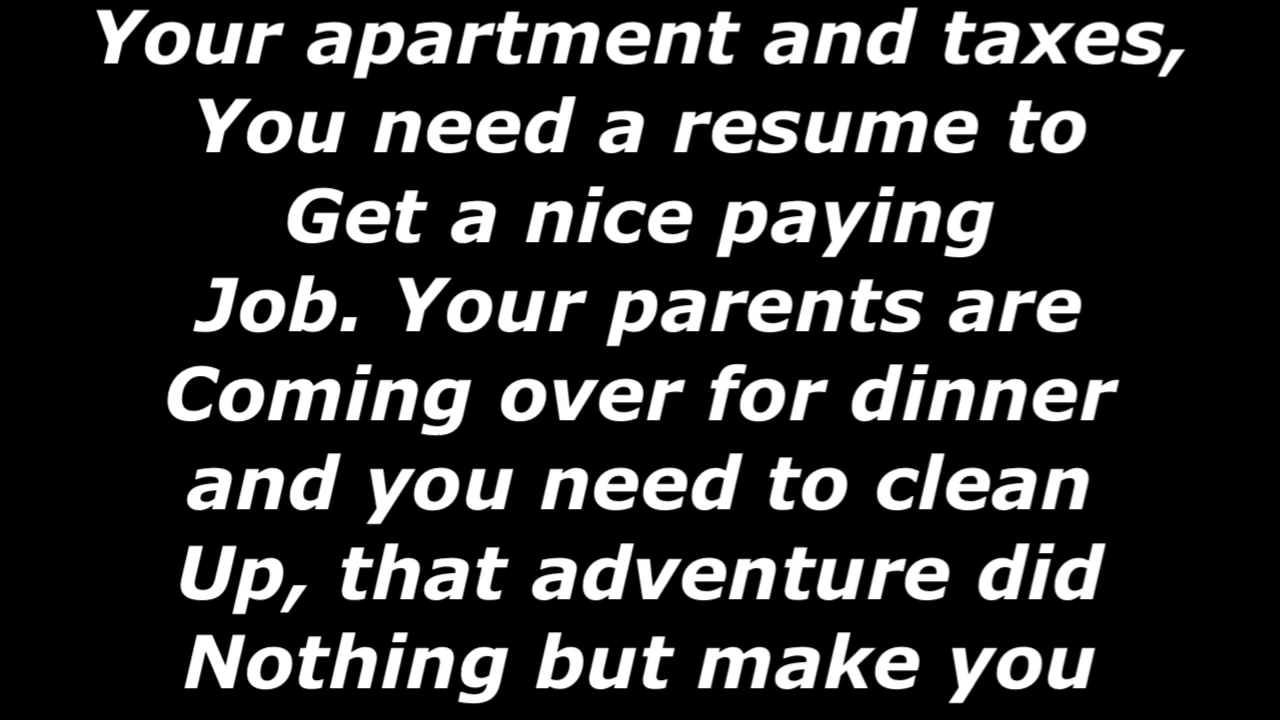 Your apartment and taxes,
You need a resume to
Get a nice paying
Job. Your parents are
Coming over for dinner
and you need to clean
Up, that adventure did
Nothing but make you